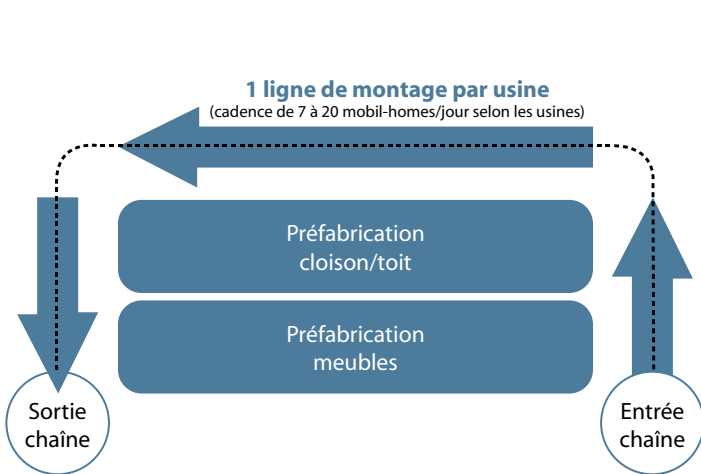 1 ligne de montage par usine
(cadence de 7 à 20 mobil-homes/jour selon les usines)
Préfabrication
cloison/toit
Préfabrication
meubles
Sortie
chaîne
Entrée
chaîne